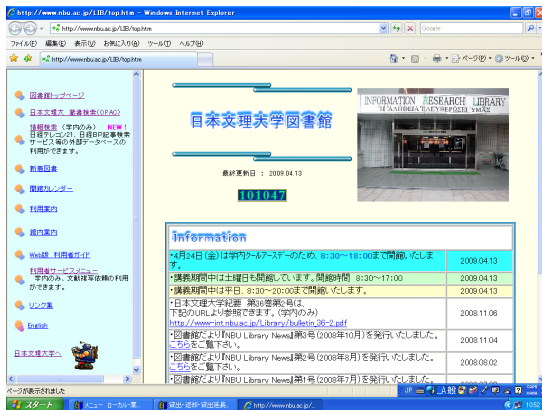 http://www.nbu.ac.jp/LIB/top.htm - Windows Internet Explorer
http://www.nbu.ac.jp/LIB/top.htm
Google
ファイル(F) 編集(E) 表示(V) お気に入り(A) ツール(T) ヘルプ(H)
http://www.nbu.ac.jp/LIB/top.htm
ページ(P) ツール(O)
図書館トップページ
日本文理大 蔵書検索(OPAC)
情報検索 (学内のみ) NEW!
日経テレコン21、日経BP記事検索
サービス等の外部データベースの
利用ができます。
新着図書
開館カレンダー
利用案内
館内案内
Web版 利用者ガイド
利用者サービスメニュー
学内のみ、文献複写依頼の利用
ができます。
リンク集
English
日本文理大学へ
日本文理大学図書館
最終更新日 : 2009.04.13
101047
INFORMATION RESEARCH LIBRARY
information
・4月24日(金)は学内クールアースデーのため、8:30~18:00まで開館いたしま
す。
2009.04.13
・講義期間中は土曜日も開館しています。開館時間 8:30~17:00
2009.04.13
・講義期間中は平日、8:30~20:00まで開館いたします。
2009.04.13
・日本文理大学紀要 第36巻第2号は、
下記のURLより参照できます。(学内のみ)
http://www-int.nbu.ac.jp/Library/bulletin_36-2.pdf
2008.11.06
・図書館だより『NBU Library News』第3号(2008年10月)を発行いたしました。
こちらをご覧下さい。
2008.11.04
・図書館だより『NBU Library News』第2号(2008年8月)を発行いたしました。
こちらをご覧下さい。
2008.08.02
・図書館だより『NBU Library News』第1号(2008年7月)を発行いたしました。
ページが表示されました
JP
A 般
CAPS
KANA
スタート
メニュー ローカル-業...
貸出・返却・貸出延長...
http://www.nbu.ac.jp/...
10:52